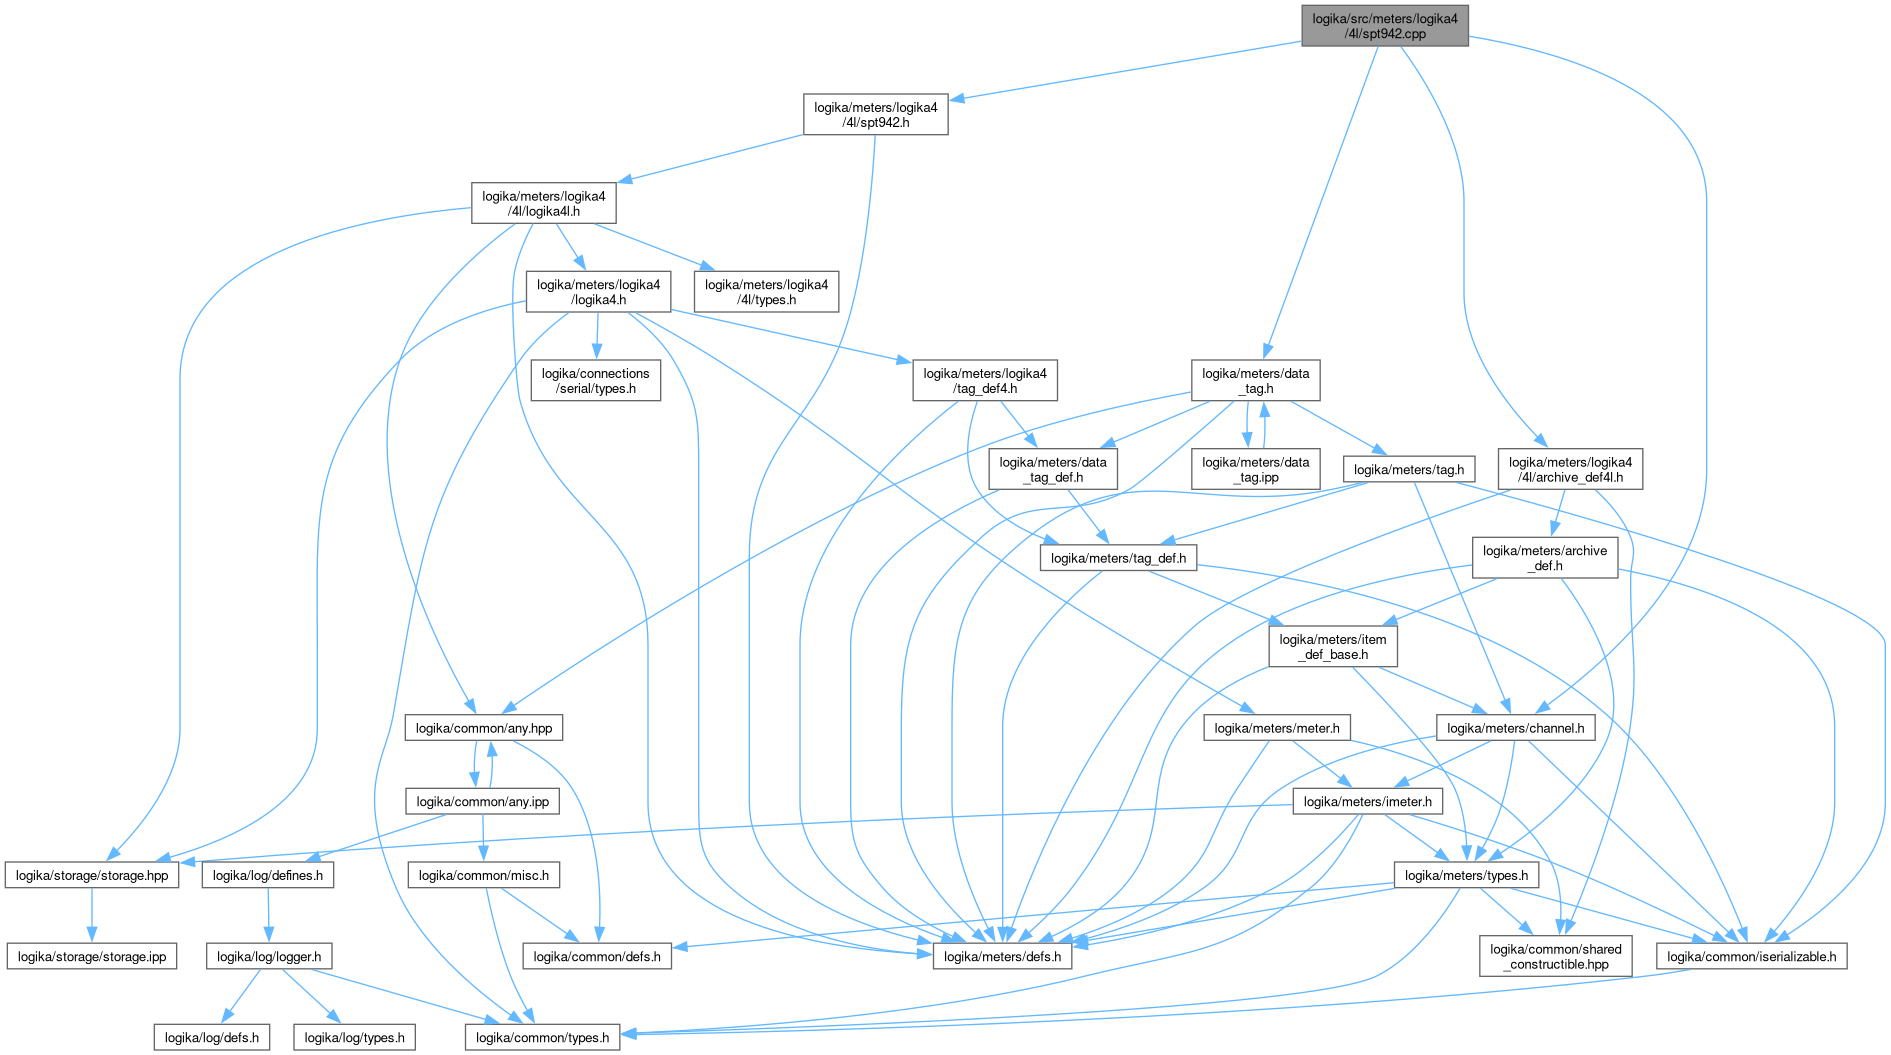 logika/src/meters/logika4
/4l/spt942.cpp
logika/meters/logika4
/4l/spt942.h
logika/meters/logika4
/4l/logika4l.h
logika/meters/logika4
/logika4.h
logika/meters/logika4
/4l/types.h
logika/connections
/serial/types.h
logika/meters/logika4
/tag_def4.h
logika/meters/data
_tag.h
logika/meters/data
_tag_def.h
logika/meters/data
_tag.ipp
logika/meters/tag.h
logika/meters/logika4
/4l/archive_def4l.h
logika/meters/tag_def.h
logika/meters/archive
_def.h
logika/meters/item
_def_base.h
logika/common/any.hpp
logika/meters/meter.h
logika/meters/channel.h
logika/common/any.ipp
logika/meters/imeter.h
logika/storage/storage.hpp
logika/log/defines.h
logika/common/misc.h
logika/meters/types.h
logika/storage/storage.ipp
logika/log/logger.h
logika/common/defs.h
logika/meters/defs.h
logika/common/shared
_constructible.hpp
logika/common/iserializable.h
logika/log/defs.h
logika/log/types.h
logika/common/types.h